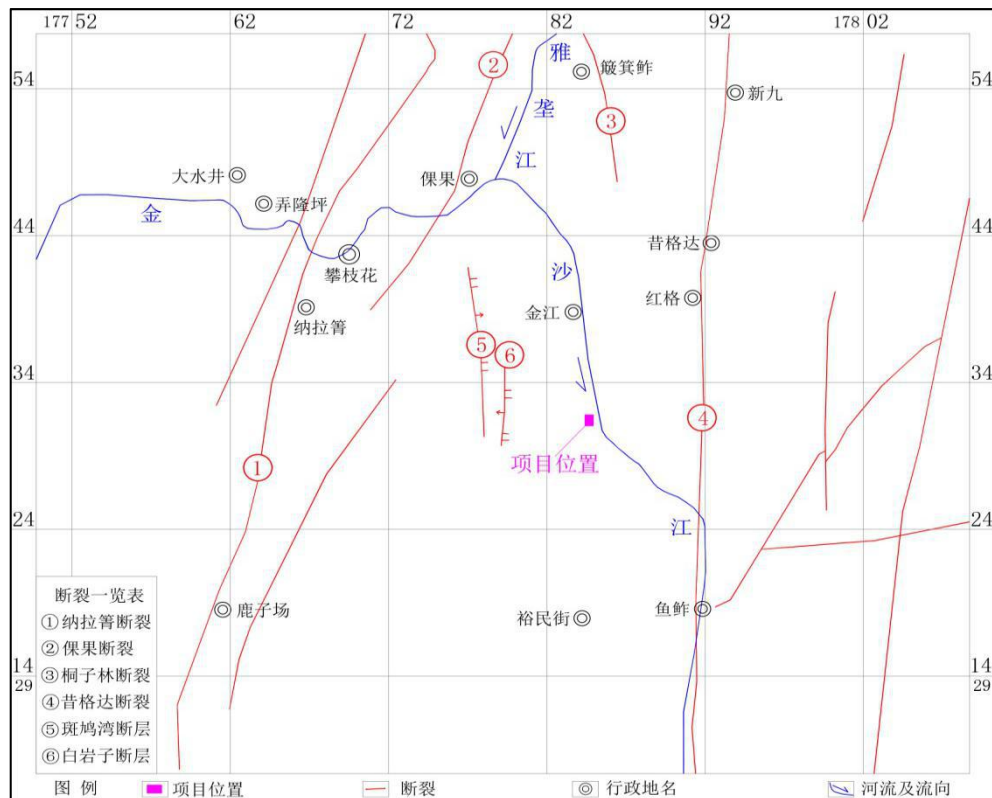 177 52 62 72 82 92 178 02
54 54
雅
② 簸箕鲊
新九
垄
③
大水井 倮果 江
金 弄隆坪
44 44
昔格达
攀枝花
沙
纳拉箐 金江 红格
⑤ ⑥
34 34
④
项目位置
①
24 江 24
断裂一览表
①纳拉箐断裂
②倮果断裂
③桐子林断裂
④昔格达断裂
⑤斑鸠湾断层
⑥白岩子断层
鹿子场 裕民街 鱼鲊
14 14
29 29
图 例 项目位置 断裂 行政地名 河流及流向